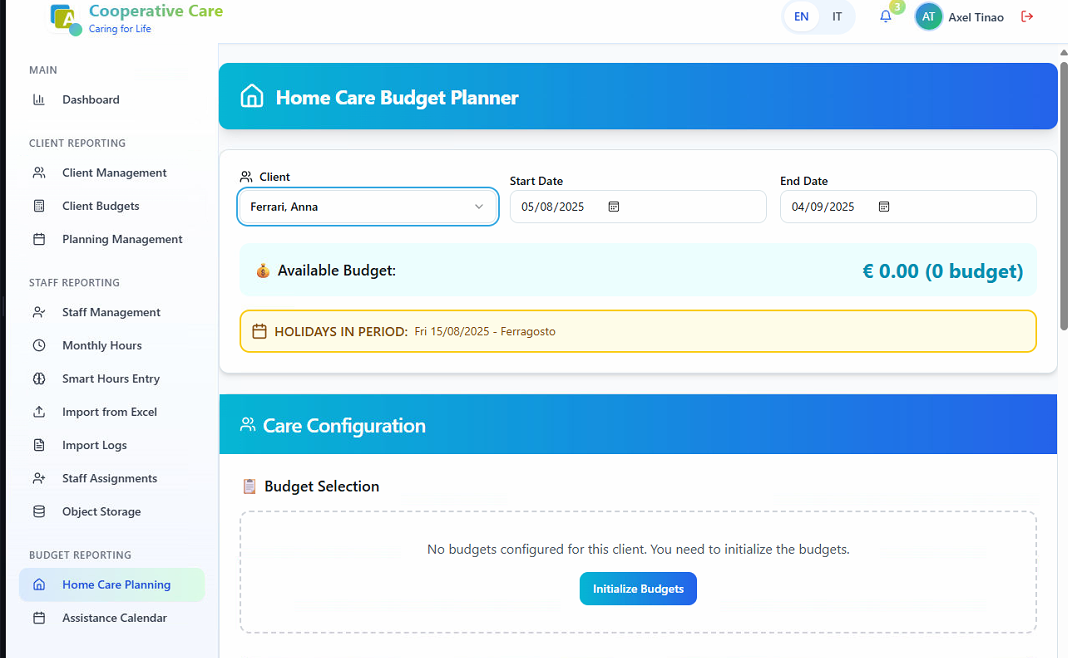 Cooperative Care
Caring for Life
EN IT
3
AT Axel Tinao
MAIN
Dashboard
CLIENT REPORTING
Client Management
Client Budgets
Planning Management
STAFF REPORTING
Staff Management
Monthly Hours
Smart Hours Entry
Import from Excel
Import Logs
Staff Assignments
Object Storage
BUDGET REPORTING
Home Care Planning
Assistance Calendar
Home Care Budget Planner
Client
Ferrari, Anna
Start Date
05/08/2025
End Date
04/09/2025
Available Budget:
€ 0.00 (0 budget)
HOLIDAYS IN PERIOD: Fri 15/08/2025 - Ferragosto
Care Configuration
Budget Selection
No budgets configured for this client. You need to initialize the budgets.
Initialize Budgets